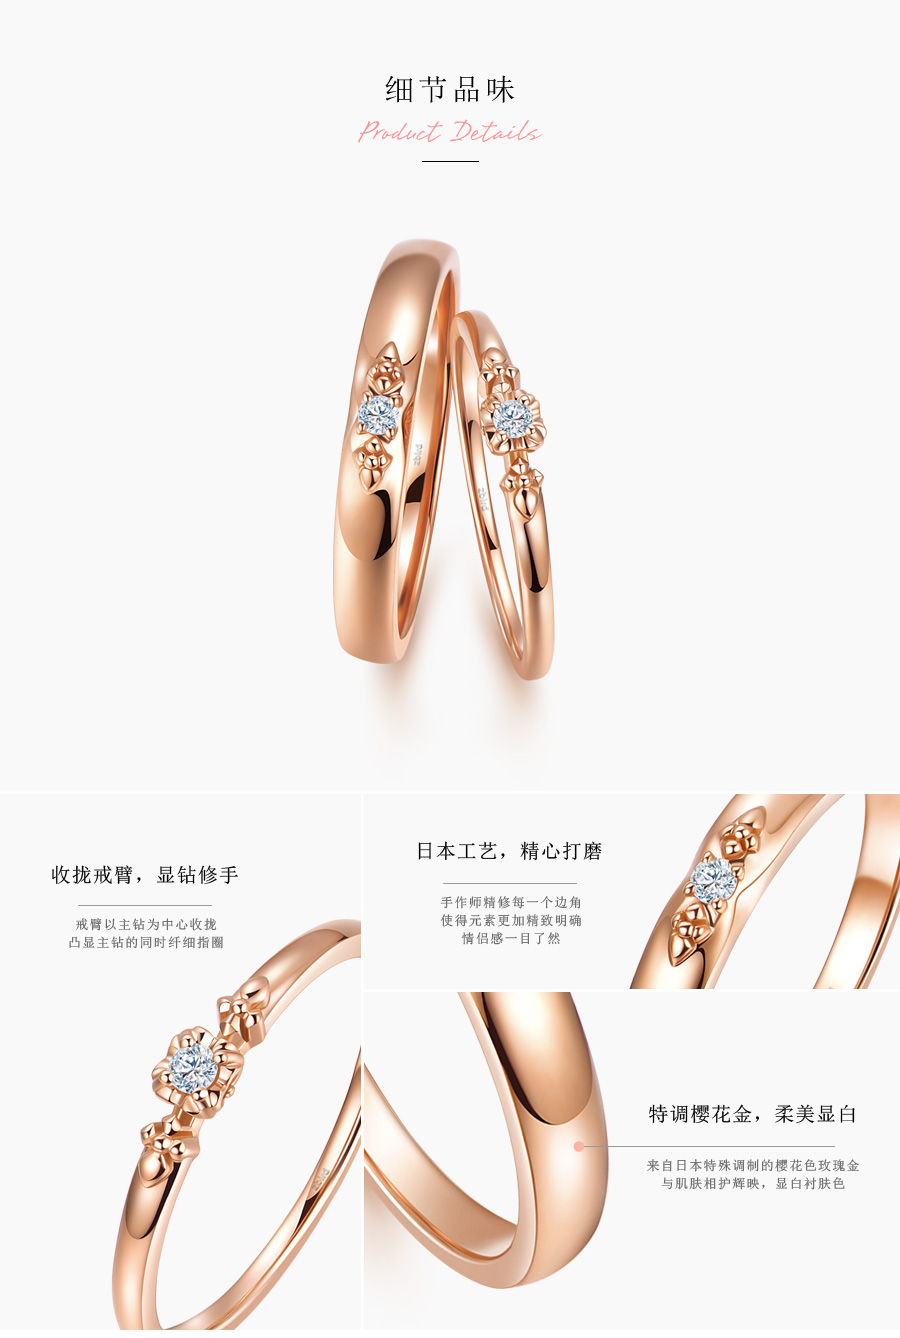 细节品味
Product Details
zbird
zbird
收拢戒臂，显钻修手
戒臂以主钻为中心收拢
凸显主钻的同时纤细指圈
zbird
日本工艺，精心打磨
手作师精修每一个边角
使得元素更加精致明确
情侣感一目了然
特调樱花金，柔美显白
来自日本特殊调制的樱花色玫瑰金
与肌肤相护辉映，显白衬肤色